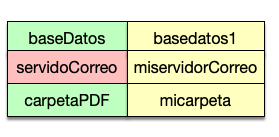 baseDatos basedatos1
servidoCorreo miservidorCorreo
carpetaPDF micarpeta